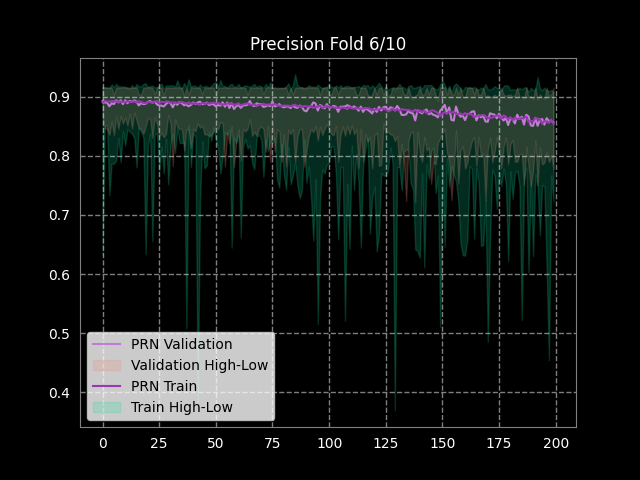 Precision Fold 6/10
0.9
0.8
0.7
0.6
0.5
0.4
PRN Validation
Validation High-Low
PRN Train
Train High-Low
0 25 50 75 100 125 150 175 200